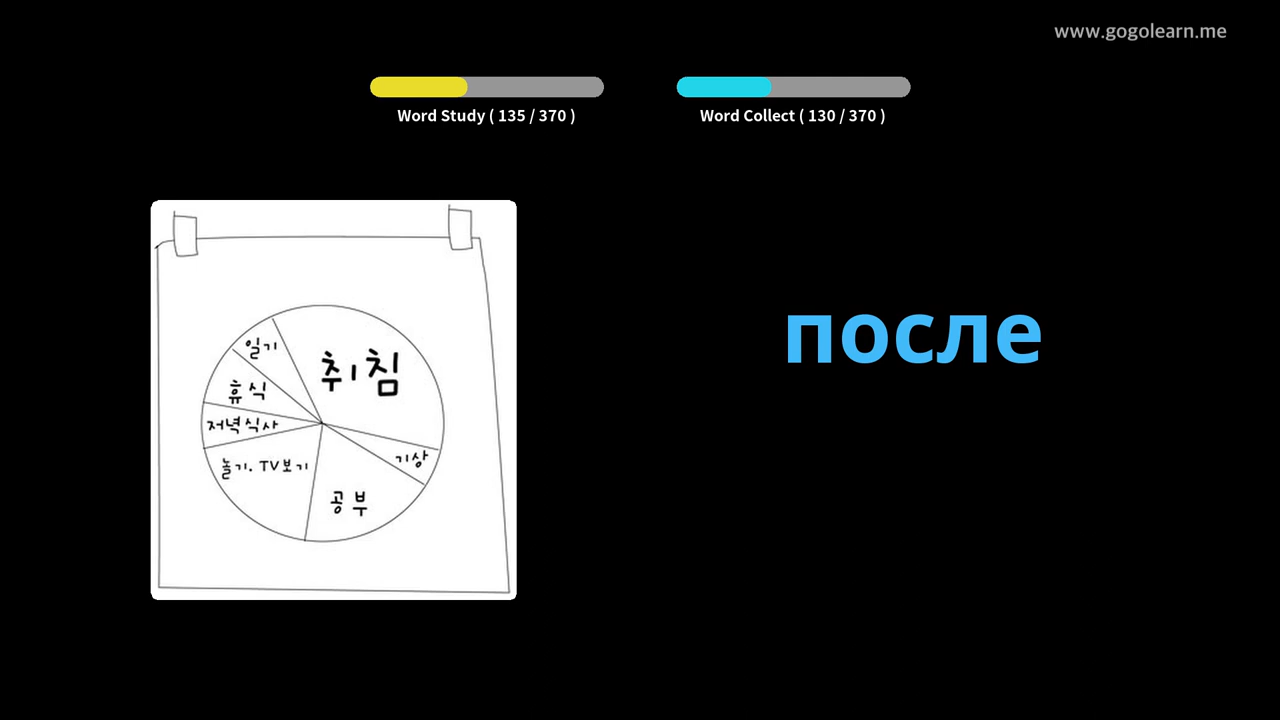 www.gogolearn.me
Word Study ( 135 / 370 )
Word Collect ( 130 / 370 )
일기
취침
휴식
저녁식사
놀기. TV보기
기상
공부
после